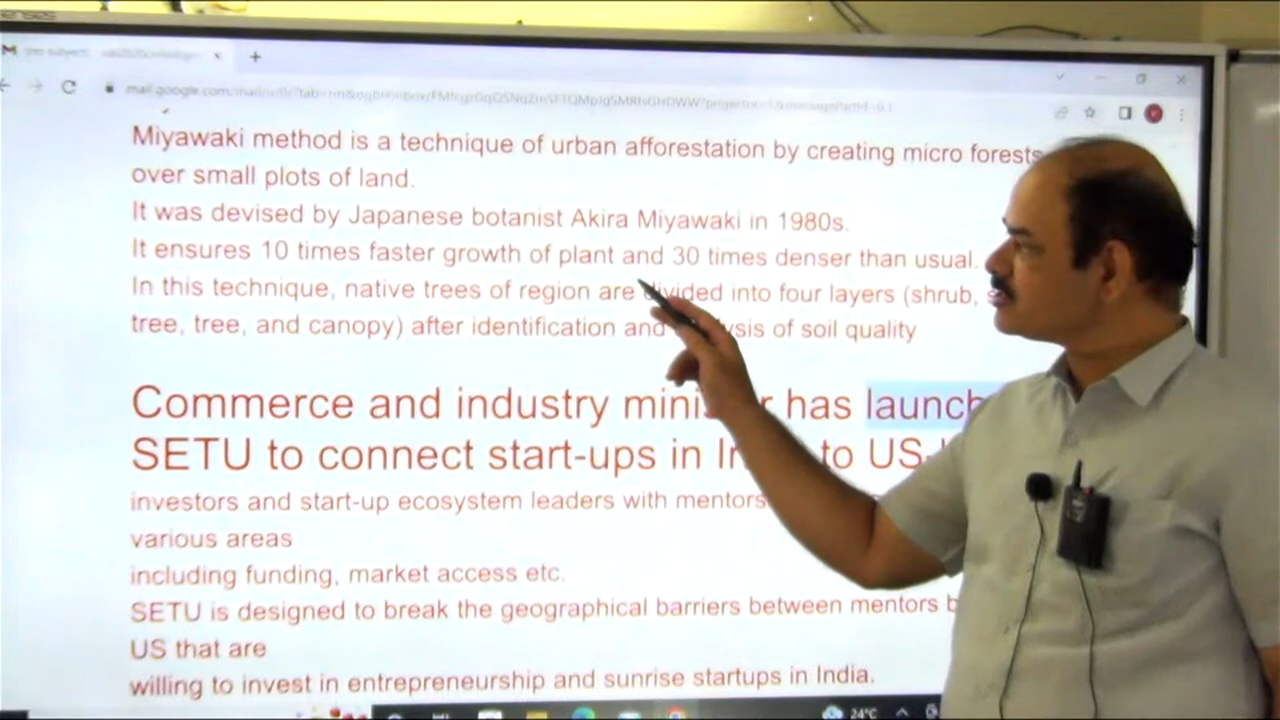 Miyawaki method is a technique of urban afforestation by creating micro forests
over small plots of land.
It was devised by Japanese botanist Akira Miyawaki in 1980s.
It ensures 10 times faster growth of plant and 30 times denser than usual.
In this technique, native trees of region are divided into four layers (shrub,
tree, tree, and canopy) after identification and of soil quality
Commerce and industry has launch
SETU to connect start-ups in to US-
investors and start-up ecosystem leaders with mentors
various areas
including funding, market access etc.
SETU is designed to break the geographical barriers between mentors
US that are
willing to invest in entrepreneurship and sunrise startups in India.
24°C